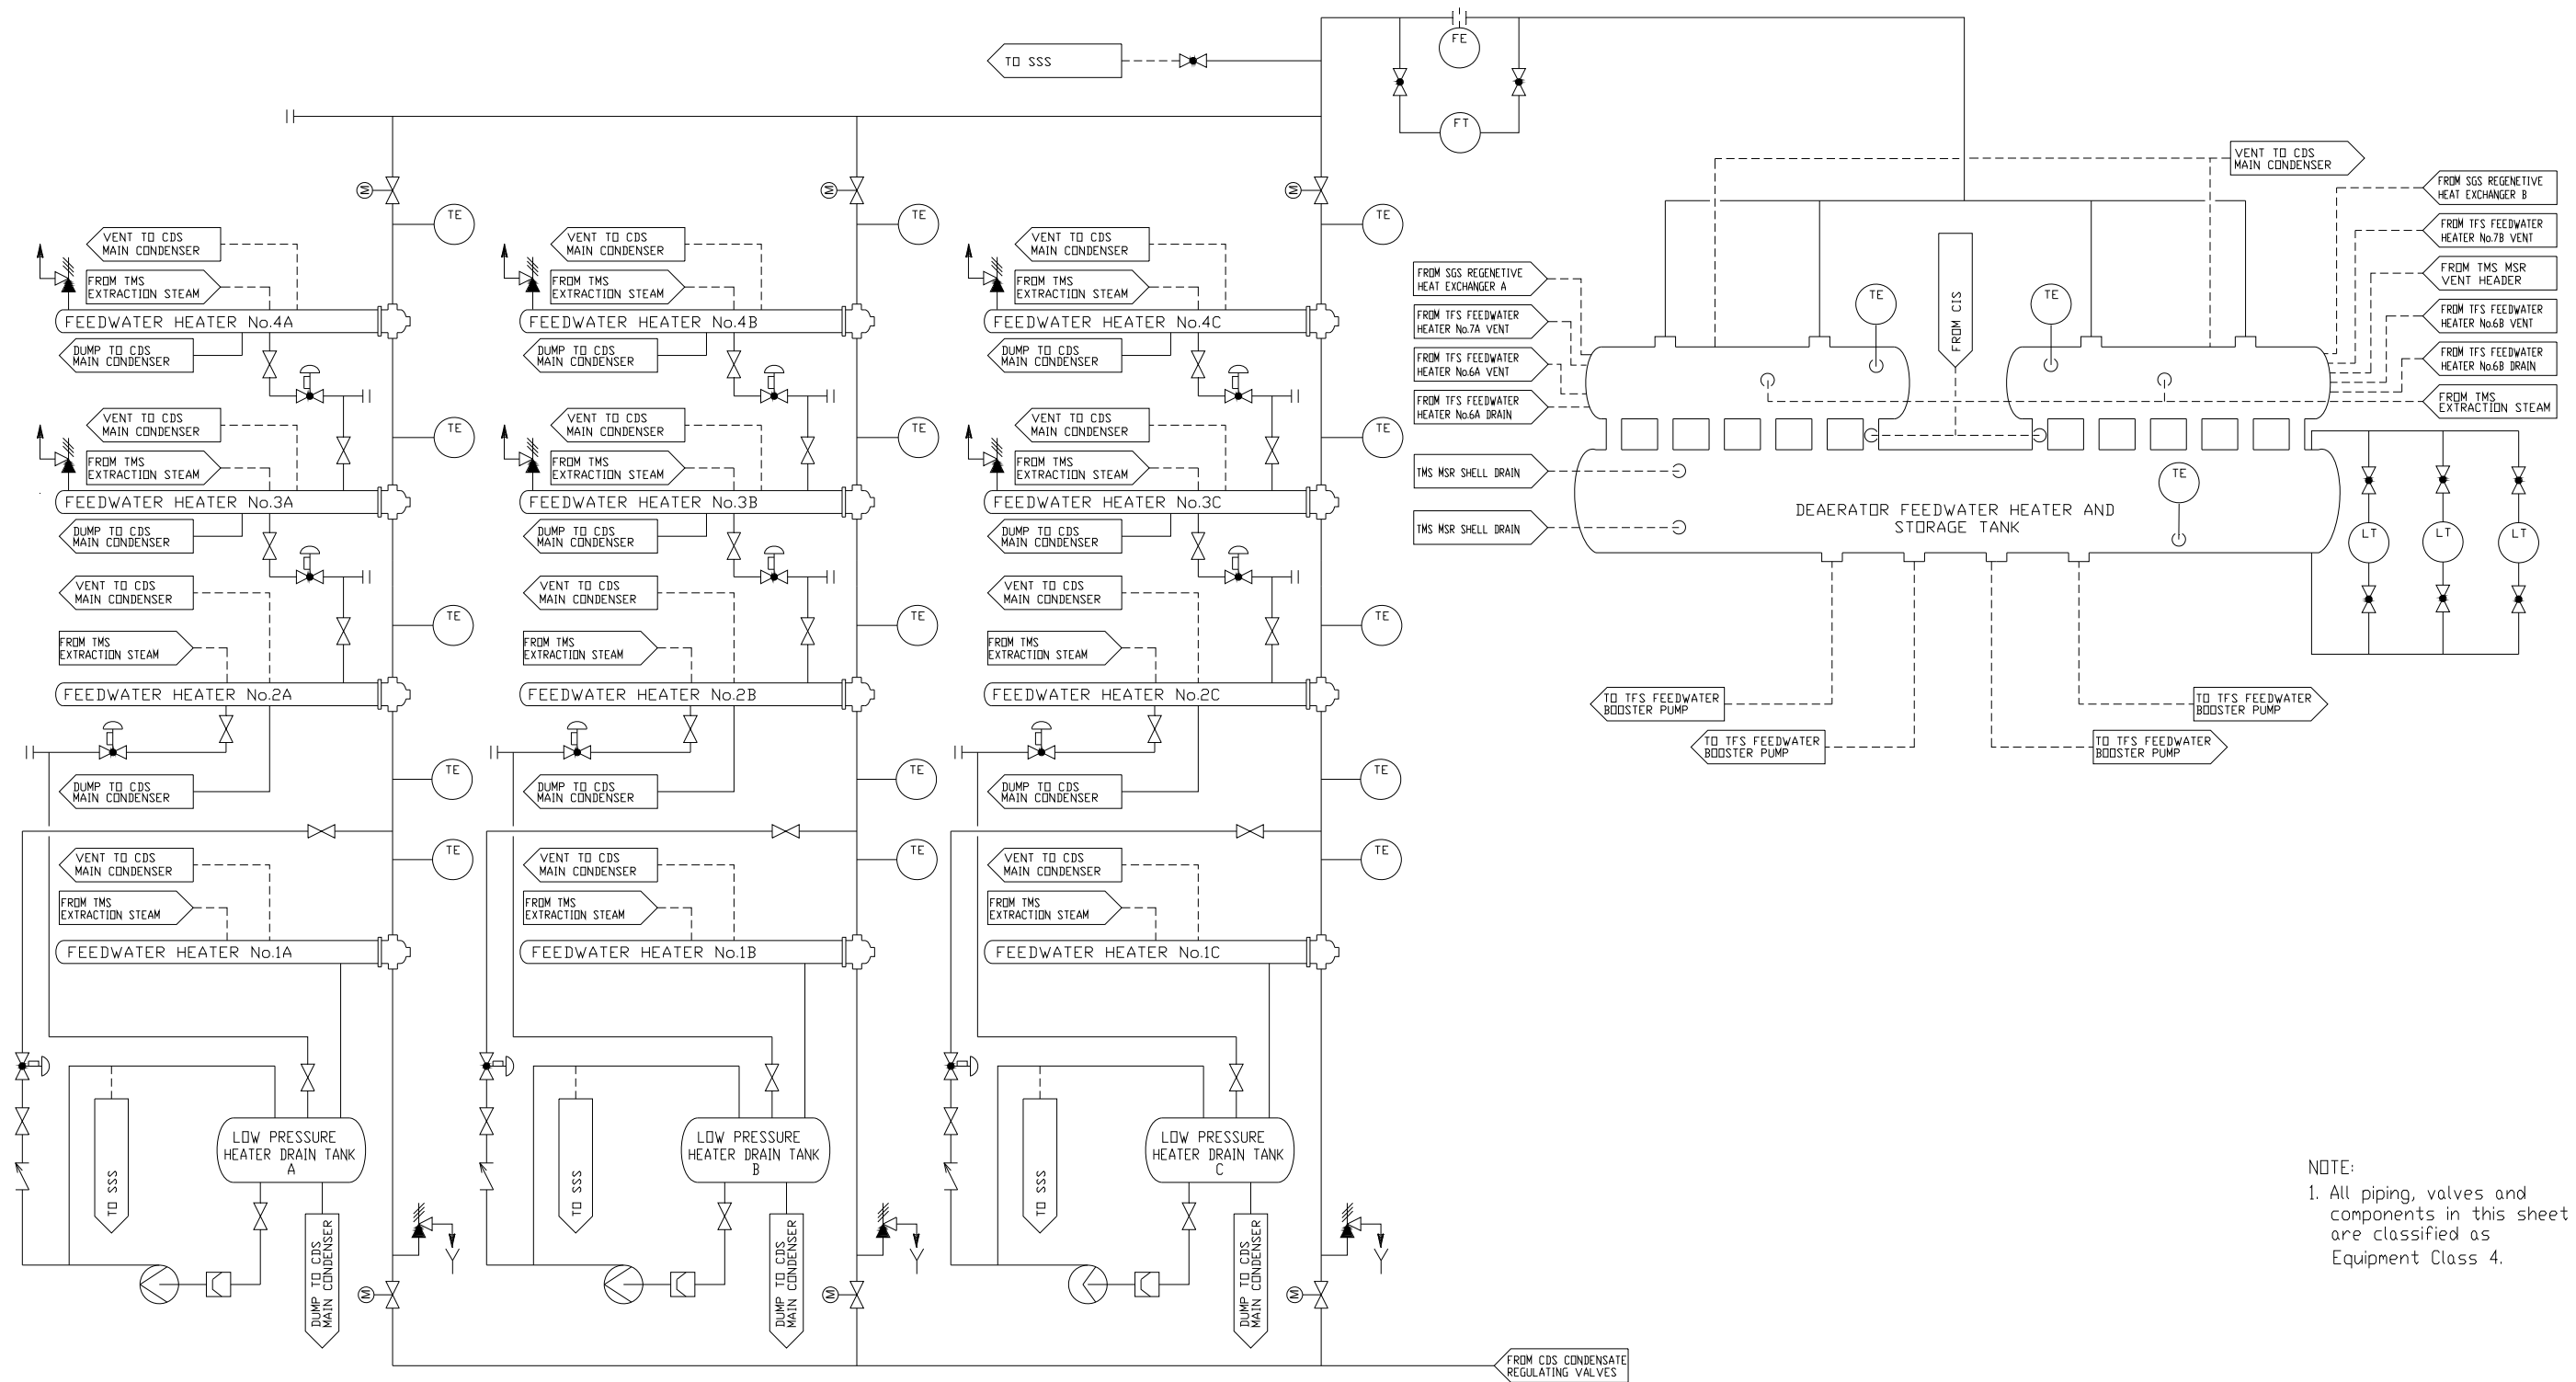 TO SSS
FE
FT
VENT TO CDS
MAIN CONDENSER
FROM SGS REGENETIVE
HEAT EXCHANGER B
FROM TFS FEEDWATER
HEATER No.7B VENT
FROM TMS MSR
VENT HEADER
FROM TFS FEEDWATER
HEATER No.6B VENT
FROM TFS FEEDWATER
HEATER No.6B DRAIN
FROM TMS
EXTRACTION STEAM
FROM SGS REGENETIVE
HEAT EXCHANGER A
FROM TFS FEEDWATER
HEATER No.7A VENT
FROM TFS FEEDWATER
HEATER No.6A VENT
FROM TFS FEEDWATER
HEATER No.6A DRAIN
TMS MSR SHELL DRAIN
TMS MSR SHELL DRAIN
FROM CIS
TE
TE
TE
DEAERATOR FEEDWATER HEATER AND
STORAGE TANK
LT
LT
LT
TO TFS FEEDWATER
BOOSTER PUMP
TO TFS FEEDWATER
BOOSTER PUMP
TO TFS FEEDWATER
BOOSTER PUMP
TO TFS FEEDWATER
BOOSTER PUMP
M
TE
VENT TO CDS
MAIN CONDENSER
FROM TMS
EXTRACTION STEAM
FEEDWATER HEATER No.4A
DUMP TO CDS
MAIN CONDENSER
TE
VENT TO CDS
MAIN CONDENSER
FROM TMS
EXTRACTION STEAM
FEEDWATER HEATER No.3A
DUMP TO CDS
MAIN CONDENSER
VENT TO CDS
MAIN CONDENSER
TE
FROM TMS
EXTRACTION STEAM
FEEDWATER HEATER No.2A
DUMP TO CDS
MAIN CONDENSER
TE
TE
VENT TO CDS
MAIN CONDENSER
FROM TMS
EXTRACTION STEAM
FEEDWATER HEATER No.1A
LOW PRESSURE
HEATER DRAIN TANK
A
TO SSS
DUMP TO CDS
MAIN CONDENSER
M
M
TE
VENT TO CDS
MAIN CONDENSER
FROM TMS
EXTRACTION STEAM
FEEDWATER HEATER No.4B
DUMP TO CDS
MAIN CONDENSER
TE
VENT TO CDS
MAIN CONDENSER
FROM TMS
EXTRACTION STEAM
FEEDWATER HEATER No.3B
DUMP TO CDS
MAIN CONDENSER
VENT TO CDS
MAIN CONDENSER
TE
FROM TMS
EXTRACTION STEAM
FEEDWATER HEATER No.2B
DUMP TO CDS
MAIN CONDENSER
TE
TE
VENT TO CDS
MAIN CONDENSER
FROM TMS
EXTRACTION STEAM
FEEDWATER HEATER No.1B
LOW PRESSURE
HEATER DRAIN TANK
B
TO SSS
DUMP TO CDS
MAIN CONDENSER
M
M
TE
VENT TO CDS
MAIN CONDENSER
FROM TMS
EXTRACTION STEAM
FEEDWATER HEATER No.4C
DUMP TO CDS
MAIN CONDENSER
TE
VENT TO CDS
MAIN CONDENSER
FROM TMS
EXTRACTION STEAM
FEEDWATER HEATER No.3C
DUMP TO CDS
MAIN CONDENSER
VENT TO CDS
MAIN CONDENSER
TE
FROM TMS
EXTRACTION STEAM
FEEDWATER HEATER No.2C
DUMP TO CDS
MAIN CONDENSER
TE
TE
VENT TO CDS
MAIN CONDENSER
FROM TMS
EXTRACTION STEAM
FEEDWATER HEATER No.1C
LOW PRESSURE
HEATER DRAIN TANK
C
TO SSS
DUMP TO CDS
MAIN CONDENSER
M
FROM CDS CONDENSATE
REGULATING VALVES
NOTE:
1. All piping, valves and
components in this sheet
are classified as
Equipment Class 4.